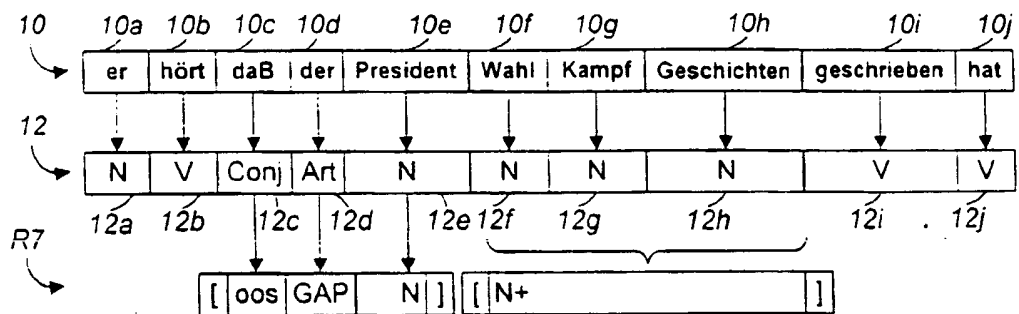 10 10a 10b 10c 10d 10e 10f 10g 10h 10i 10j
er hört daB der President Wahl Kampf Geschichten geschrieben hat
12
N V Conj Art N N N N V V
12a 12b 12c 12d 12e 12f 12g 12h 12i 12j
R7
[ oos GAP N ] [ N+ ]